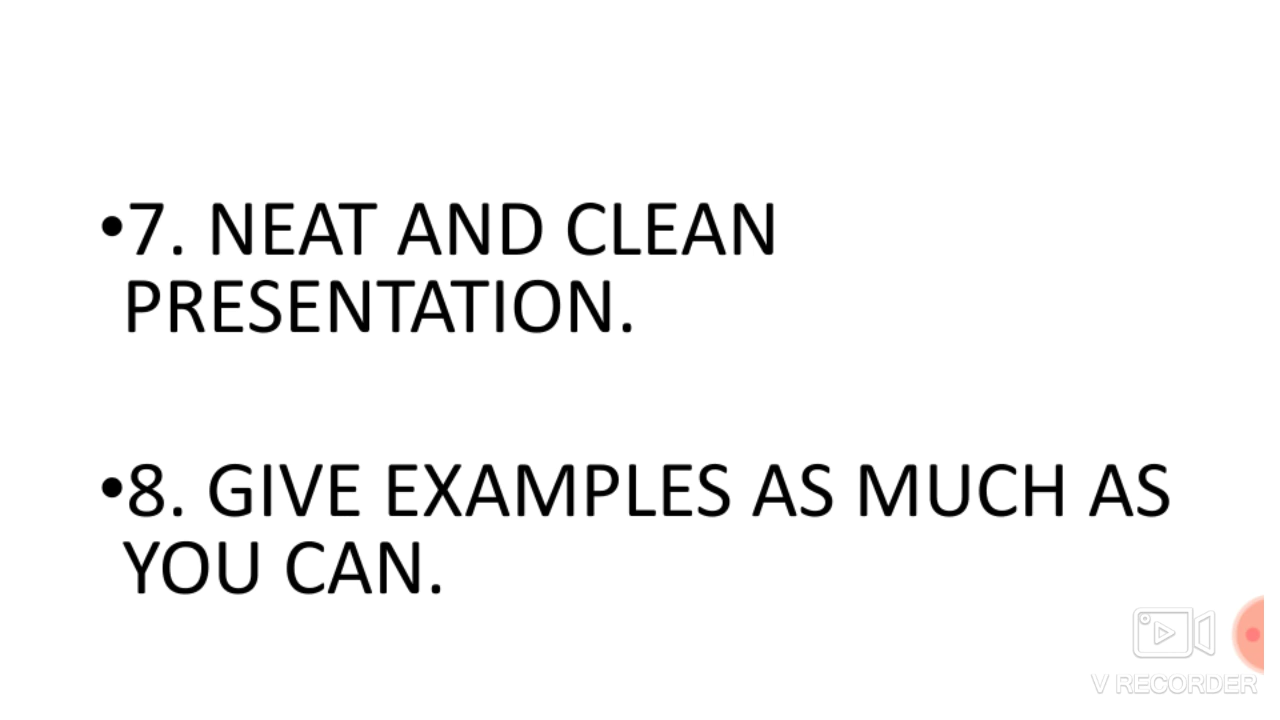 •7. NEAT AND CLEAN
PRESENTATION.
•8. GIVE EXAMPLES AS MUCH AS
YOU CAN.
V RECORDER